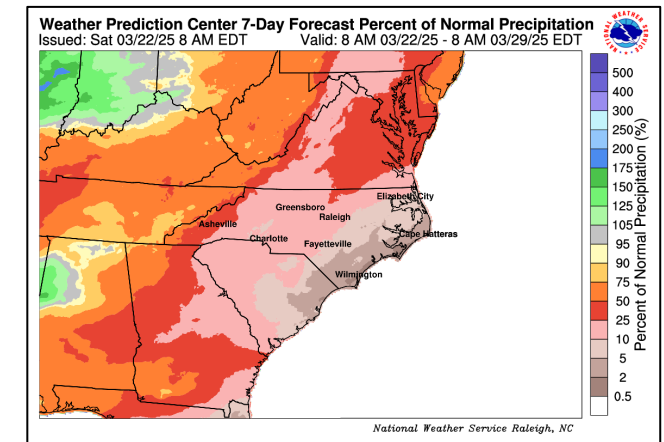 Weather Prediction Center 7-Day Forecast Percent of Normal Precipitation
Issued: Sat 03/22/25 8 AM EDT
Valid: 8 AM 03/22/25 - 8 AM 03/29/25 EDT
NATIONAL WEATHER SERVICE
500
400
300
250
200
175
150
125
105
95
90
75
50
25
10
5
2
0.5
Percent of Normal Precipitation (%)
Elizabeth City
Greensboro
Raleigh
Asheville
Cape Hatteras
Charlotte
Fayetteville
Wilmington
National Weather Service Raleigh, NC